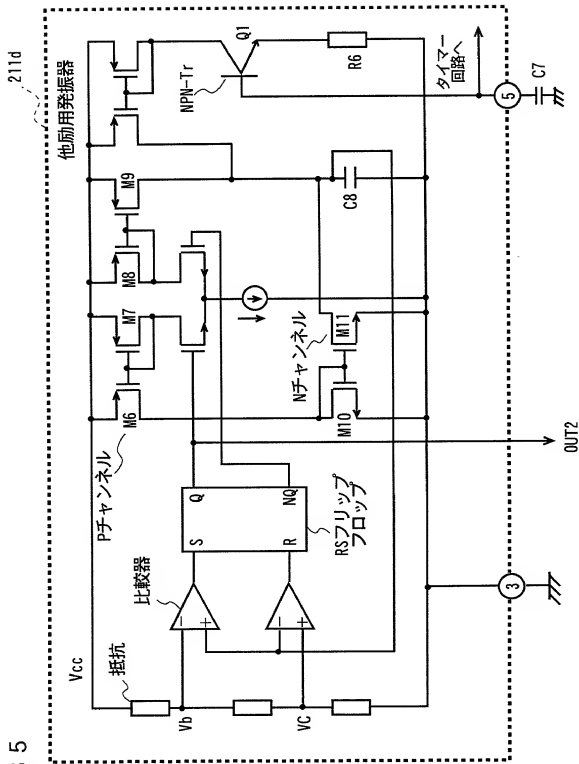 5
211d
他励用発振器
Vcc
抵抗
Vb
VC
比較器
-
+
-
+
S
R
Q
NQ
RSフリップ
フロップ
Pチャンネル
M6
M7
M8
M9
Nチャンネル
M10
M11
C8
NPN-Tr
Q1
R6
タイマー
回路へ
5
C7
3
OUT2